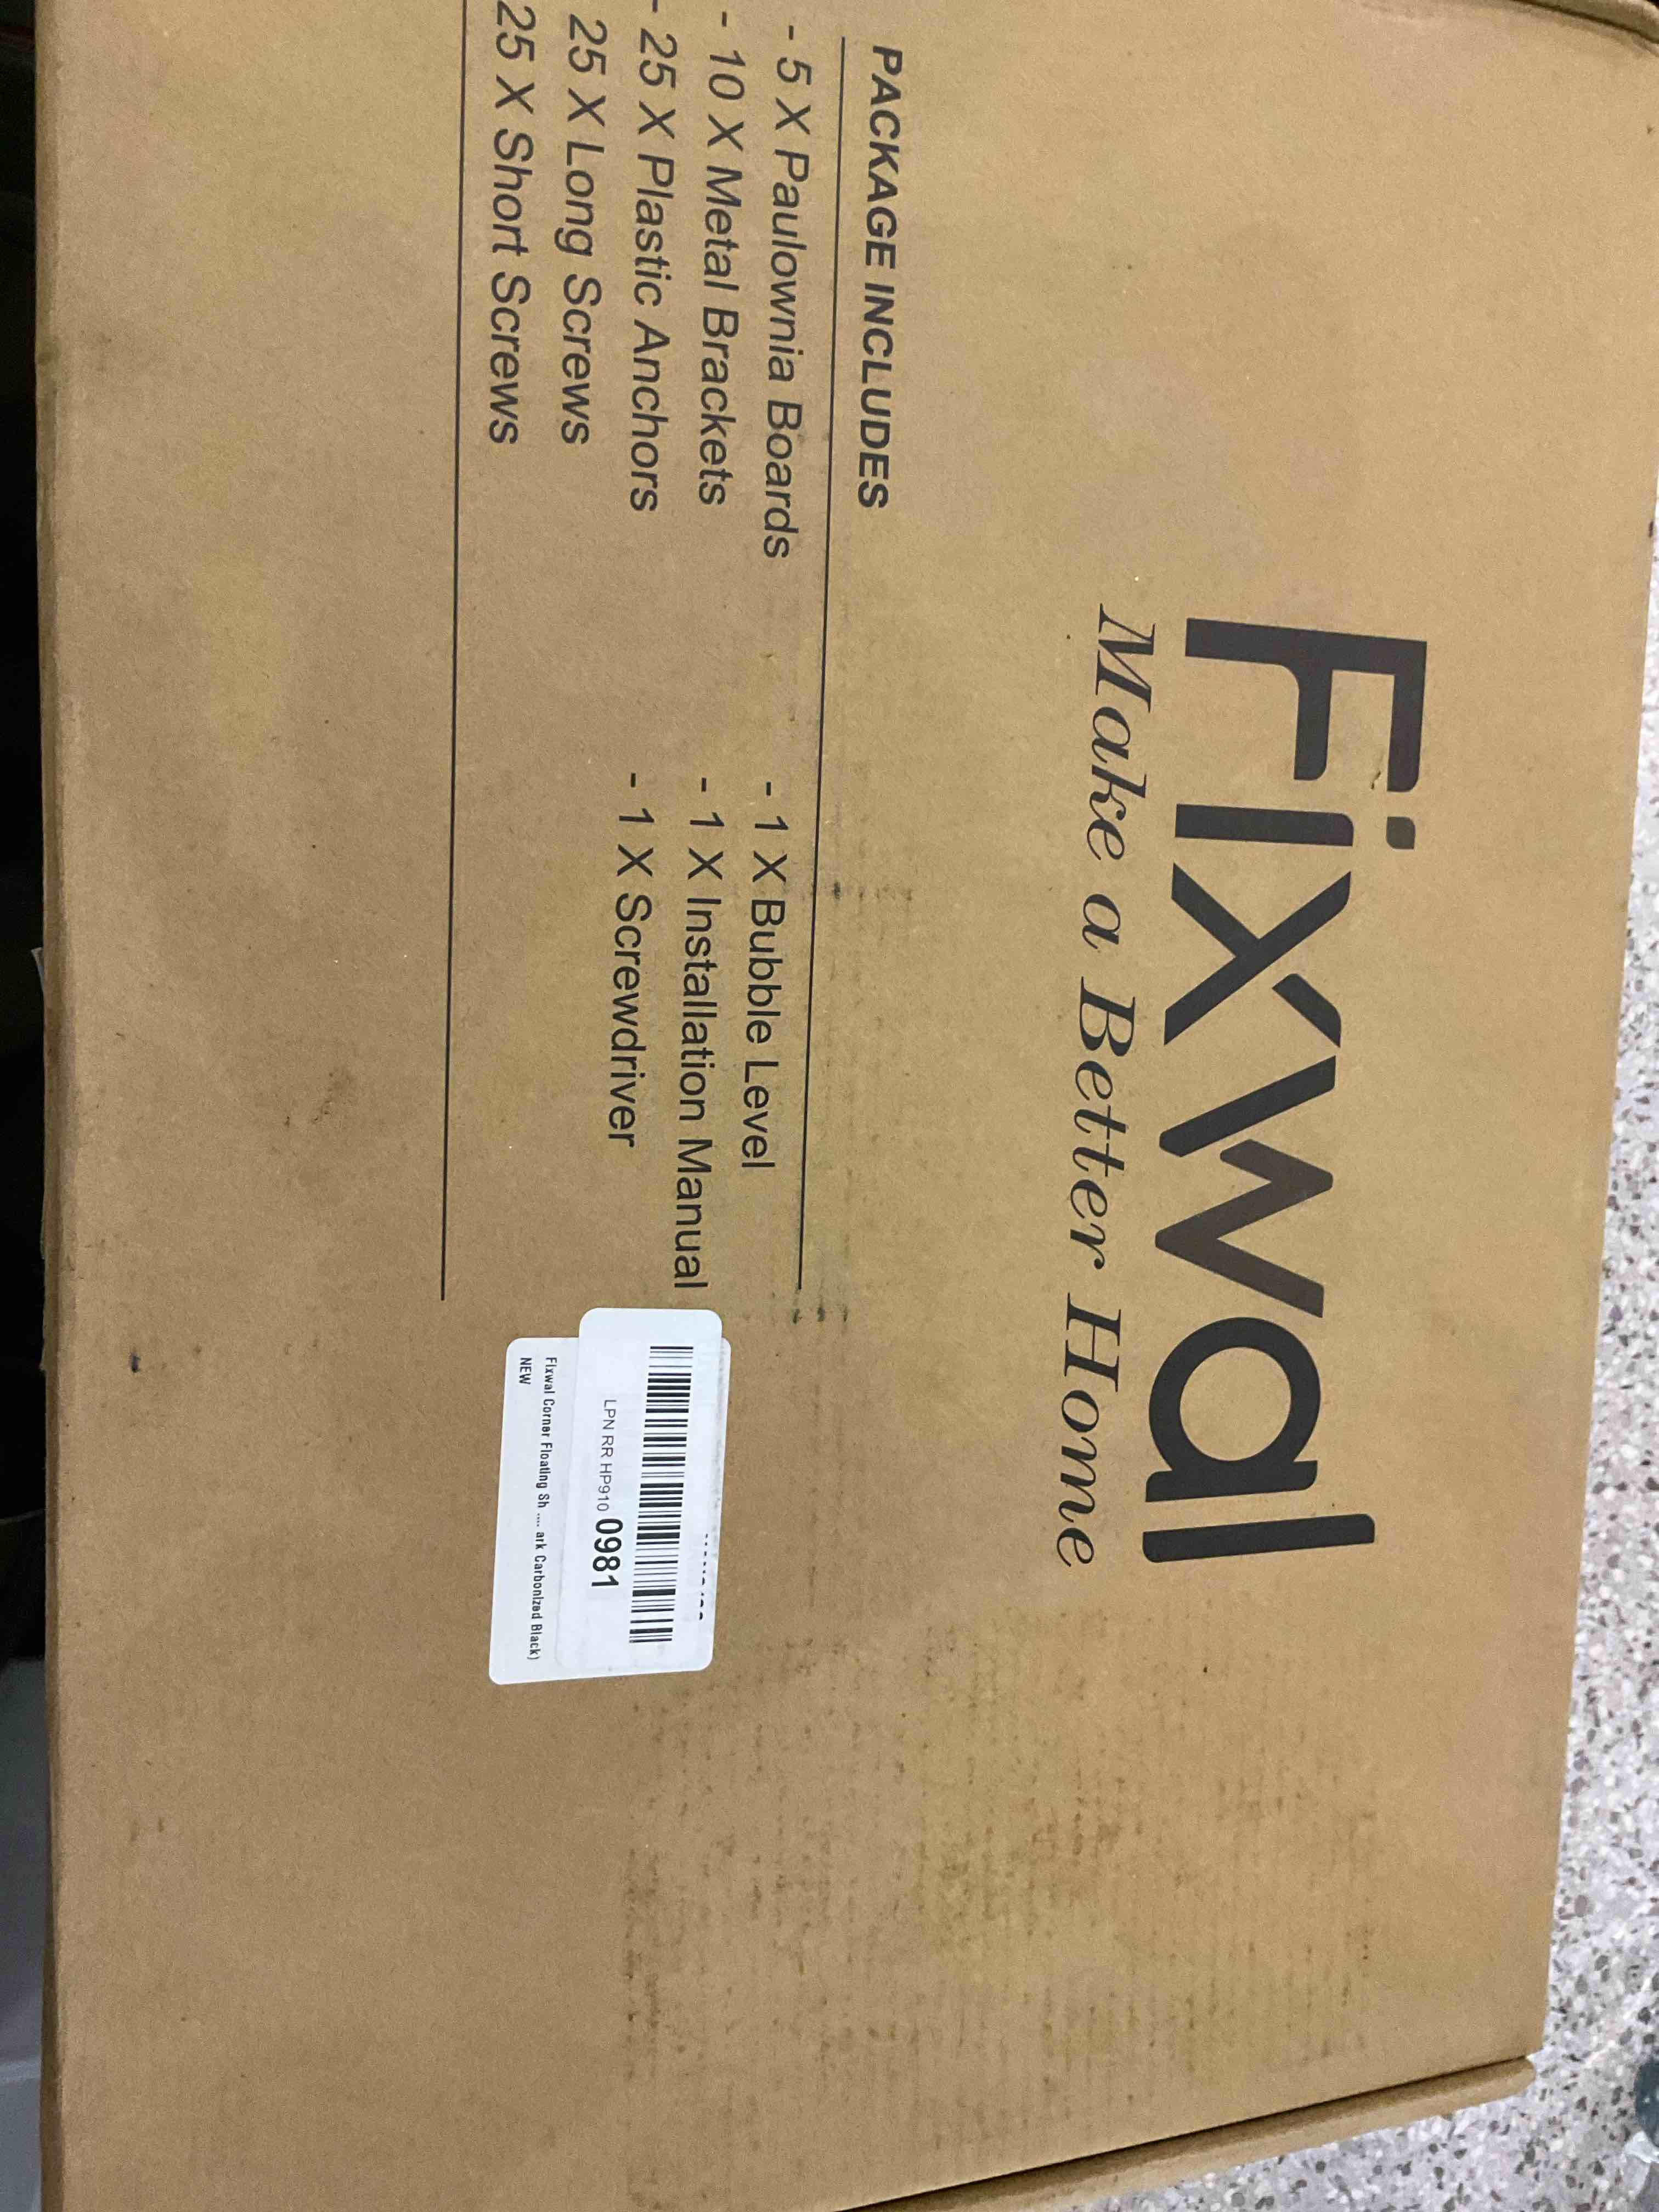 Fixwal
Make a Better Home
PACKAGE INCLUDES
- 5 X Paulownia Boards
- 10 X Metal Brackets
- 25 X Plastic Anchors
25 X Long Screws
25 X Short Screws
- 1 X Bubble Level
- 1 X Installation Manual
- 1 X Screwdriver
LPN RR HP910 0981
Fixwal Corner Floating Sh .... ark Carbonized Black)
NEW